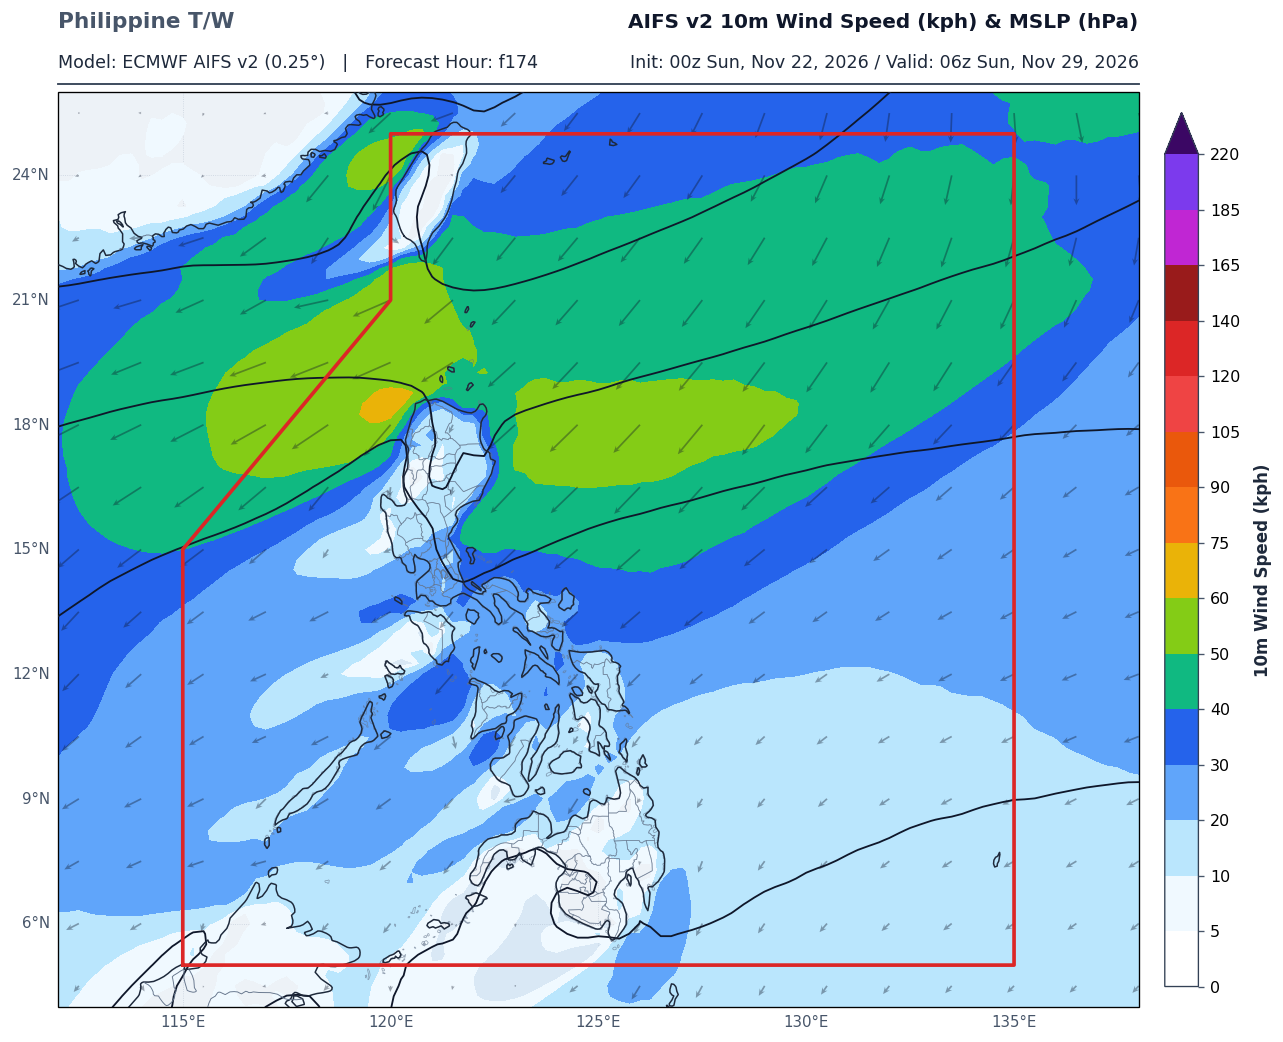 Philippine T/W
AIFS v2 10m Wind Speed (kph) & MSLP (hPa)
Model: ECMWF AIFS v2 (0.25°) | Forecast Hour: f174
Init: 00z Sun, Nov 22, 2026 / Valid: 06z Sun, Nov 29, 2026
24°N
21°N
18°N
15°N
12°N
9°N
6°N
115°E
120°E
125°E
130°E
135°E
220
185
165
140
120
105
90
75
60
50
40
30
20
10
5
0
10m Wind Speed (kph)